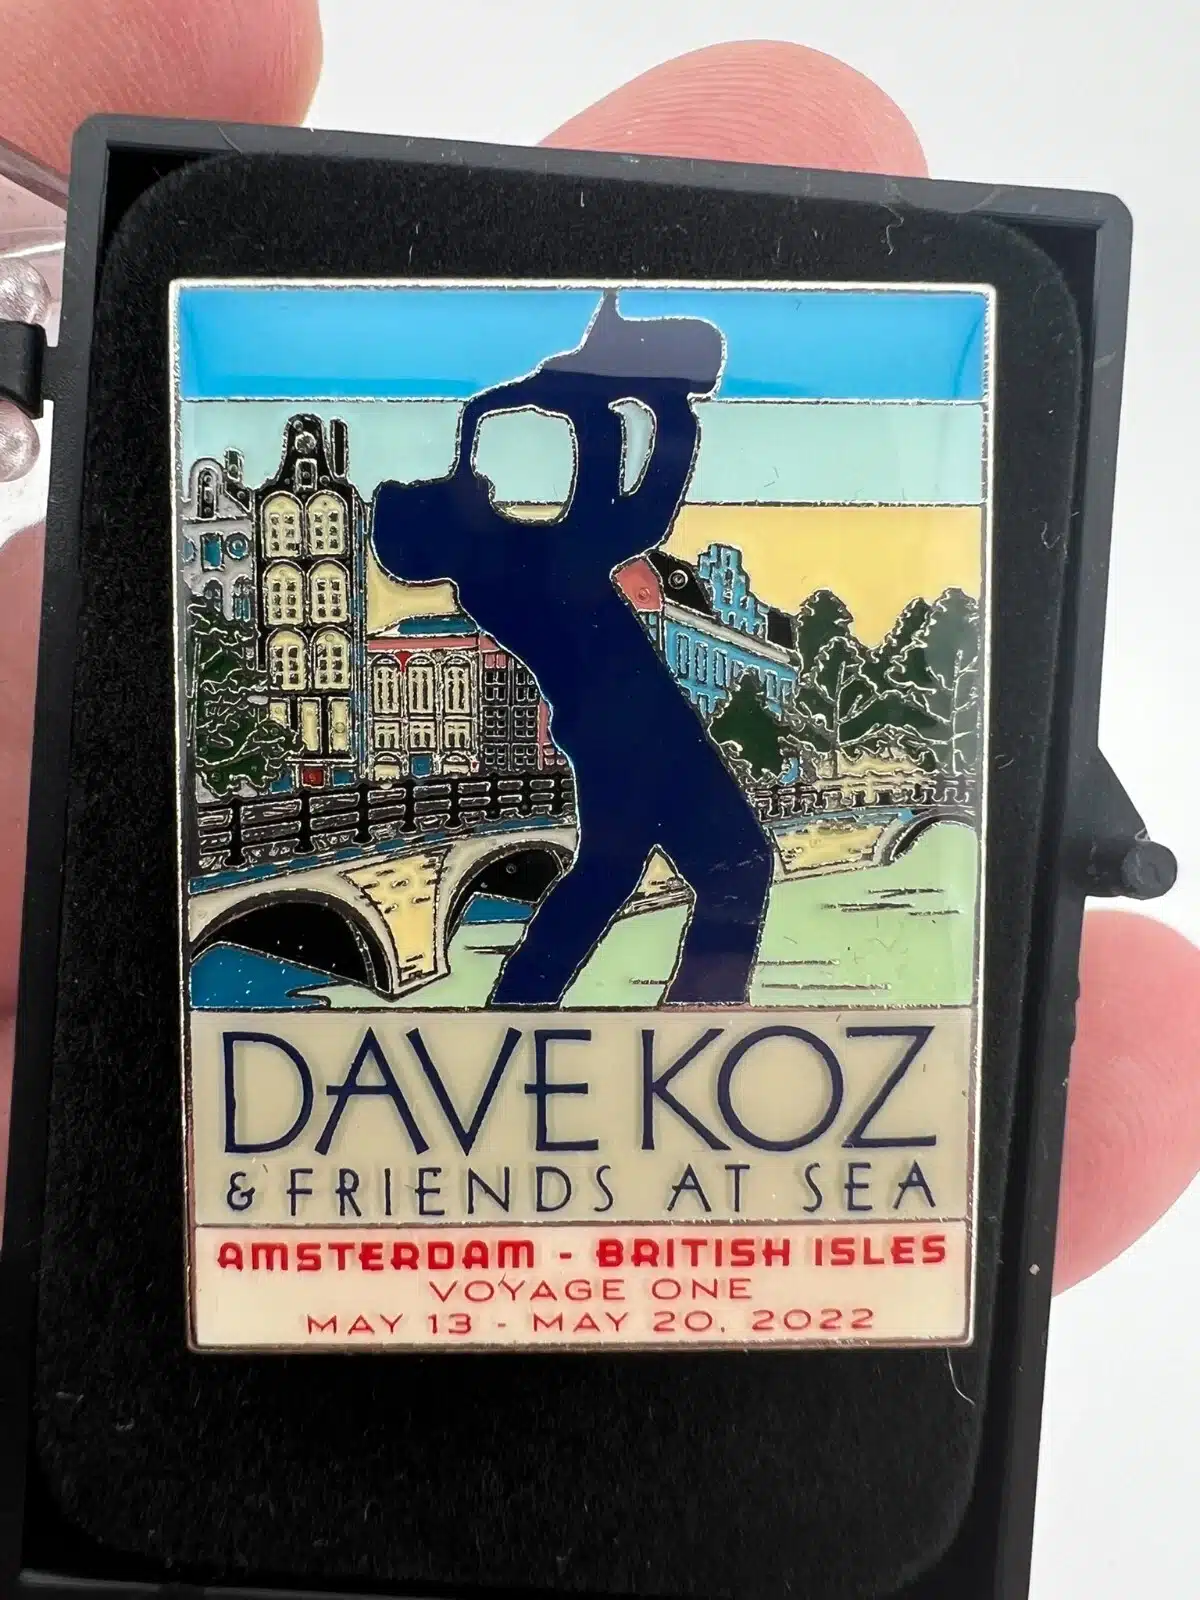 DAVE KOZ
& FRIENDS AT SEA
AMSTERDAM - BRITISH ISLES
VOYAGE ONE
MAY 13 - MAY 20, 2022